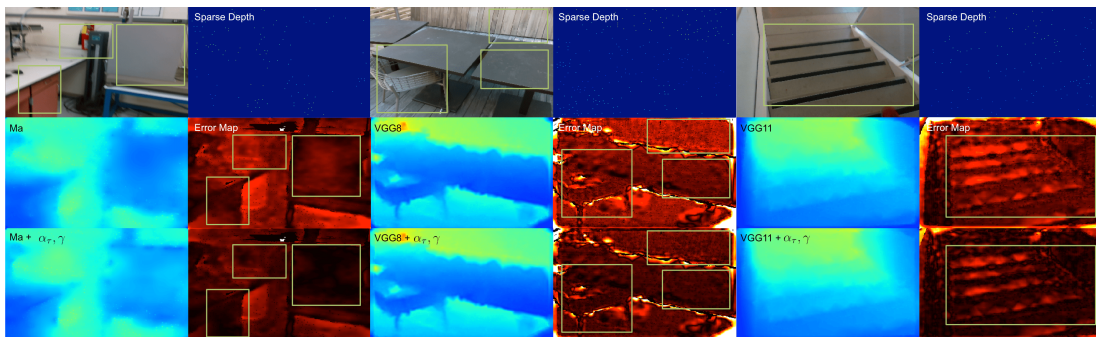 Sparse Depth
Sparse Depth
Sparse Depth
Ma
Error Map
VGG8
Error Map
VGG11
Error Map
Ma + ατ, γ
VGG8 + ατ, γ
VGG11 + ατ, γ